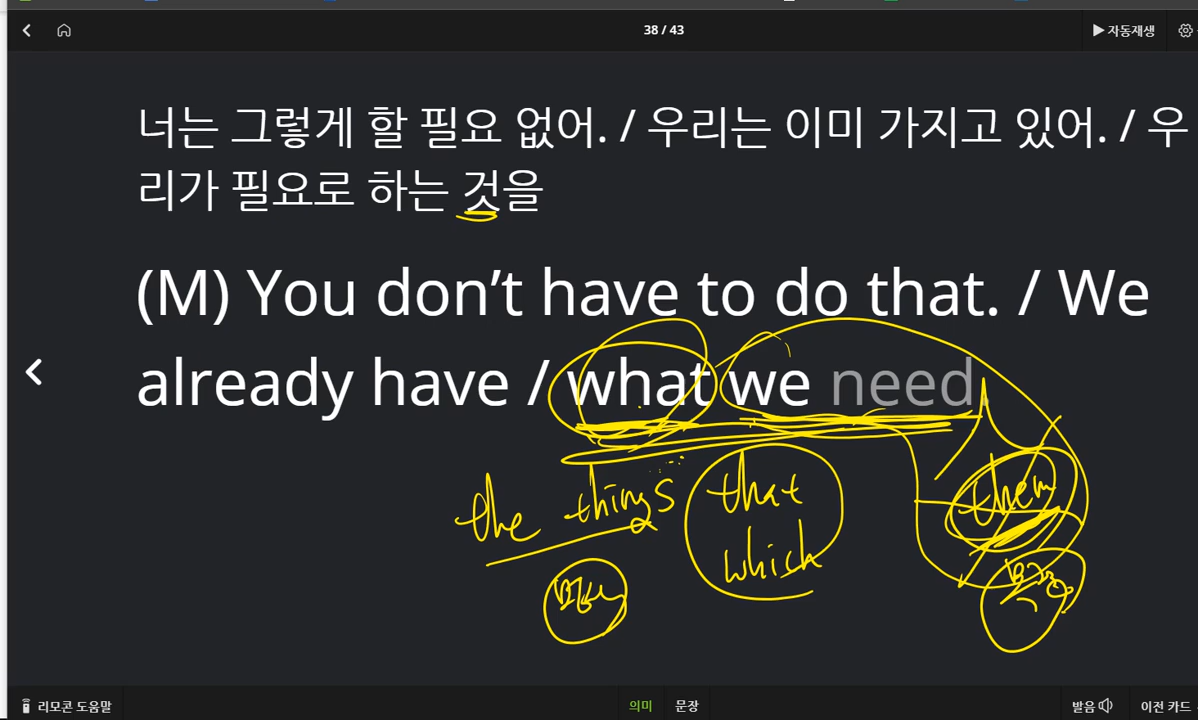 38 / 43
▶ 자동재생
너는 그렇게 할 필요 없어. / 우리는 이미 가지고 있어. / 우
리가 필요로 하는 것을
(M) You don’t have to do that. / We
already have / what we need.
the things that them
which
리모콘 도움말 의미 문장 발음 이전 카드